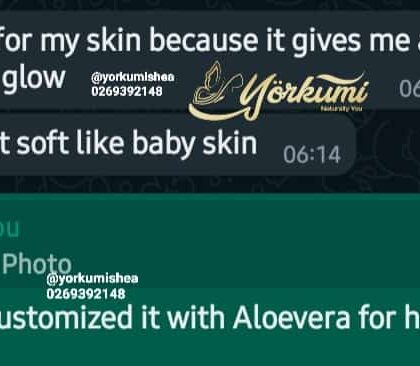 for my skin because it gives me a
glow
@yorkumishea
0269392148
Yörkumi
Naturally You
06
t soft like baby skin
06:14
ou
Photo
@yorkumishea
0269392148
ustomized it with Aloevera for h